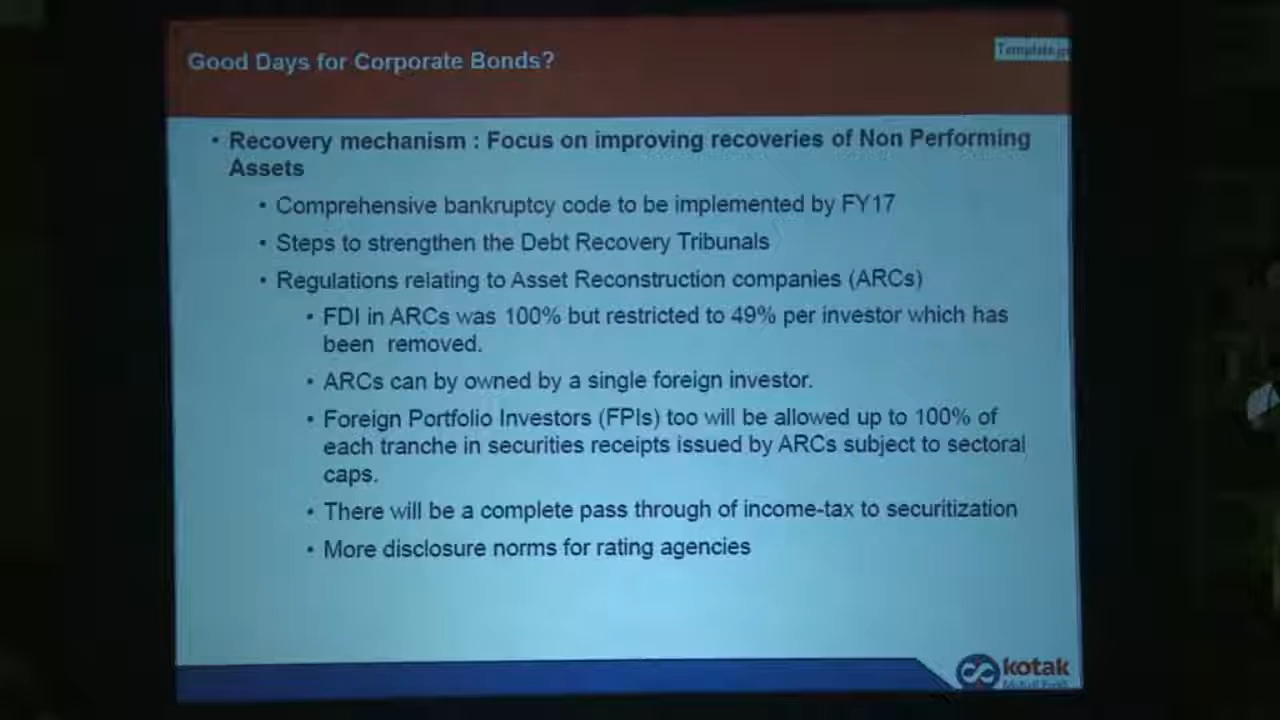 Good Days for Corporate Bonds?
• Recovery mechanism : Focus on improving recoveries of Non Performing
Assets
• Comprehensive bankruptcy code to be implemented by FY17
• Steps to strengthen the Debt Recovery Tribunals
• Regulations relating to Asset Reconstruction companies (ARCs)
• FDI in ARCs was 100% but restricted to 49% per investor which has
been removed.
• ARCs can by owned by a single foreign investor.
• Foreign Portfolio Investors (FPIs) too will be allowed up to 100% of
each tranche in securities receipts issued by ARCs subject to sectoral
caps.
• There will be a complete pass through of income-tax to securitization
• More disclosure norms for rating agencies
kotak